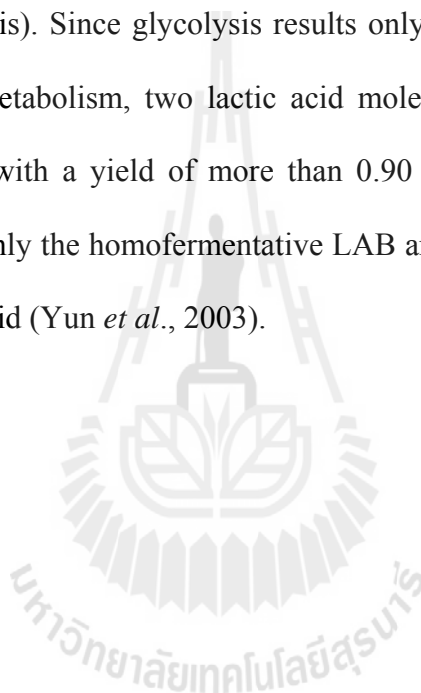 is). Since glycolysis results only
etabolism, two lactic acid mole
with a yield of more than 0.90
nly the homofermentative LAB a
id (Yun et al., 2003).
มหาวิทยาลัยเทคโนโลยีสุรนารี